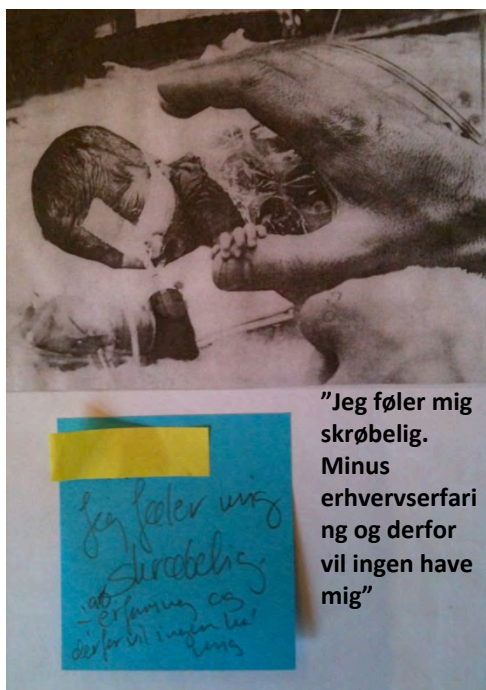 Jeg føler mig
skrøbelig.
- erfaring og
derfor vil ingen ha'
mig
”Jeg føler mig
skrøbelig.
Minus
erhvervserfari
ng og derfor
vil ingen have
mig”